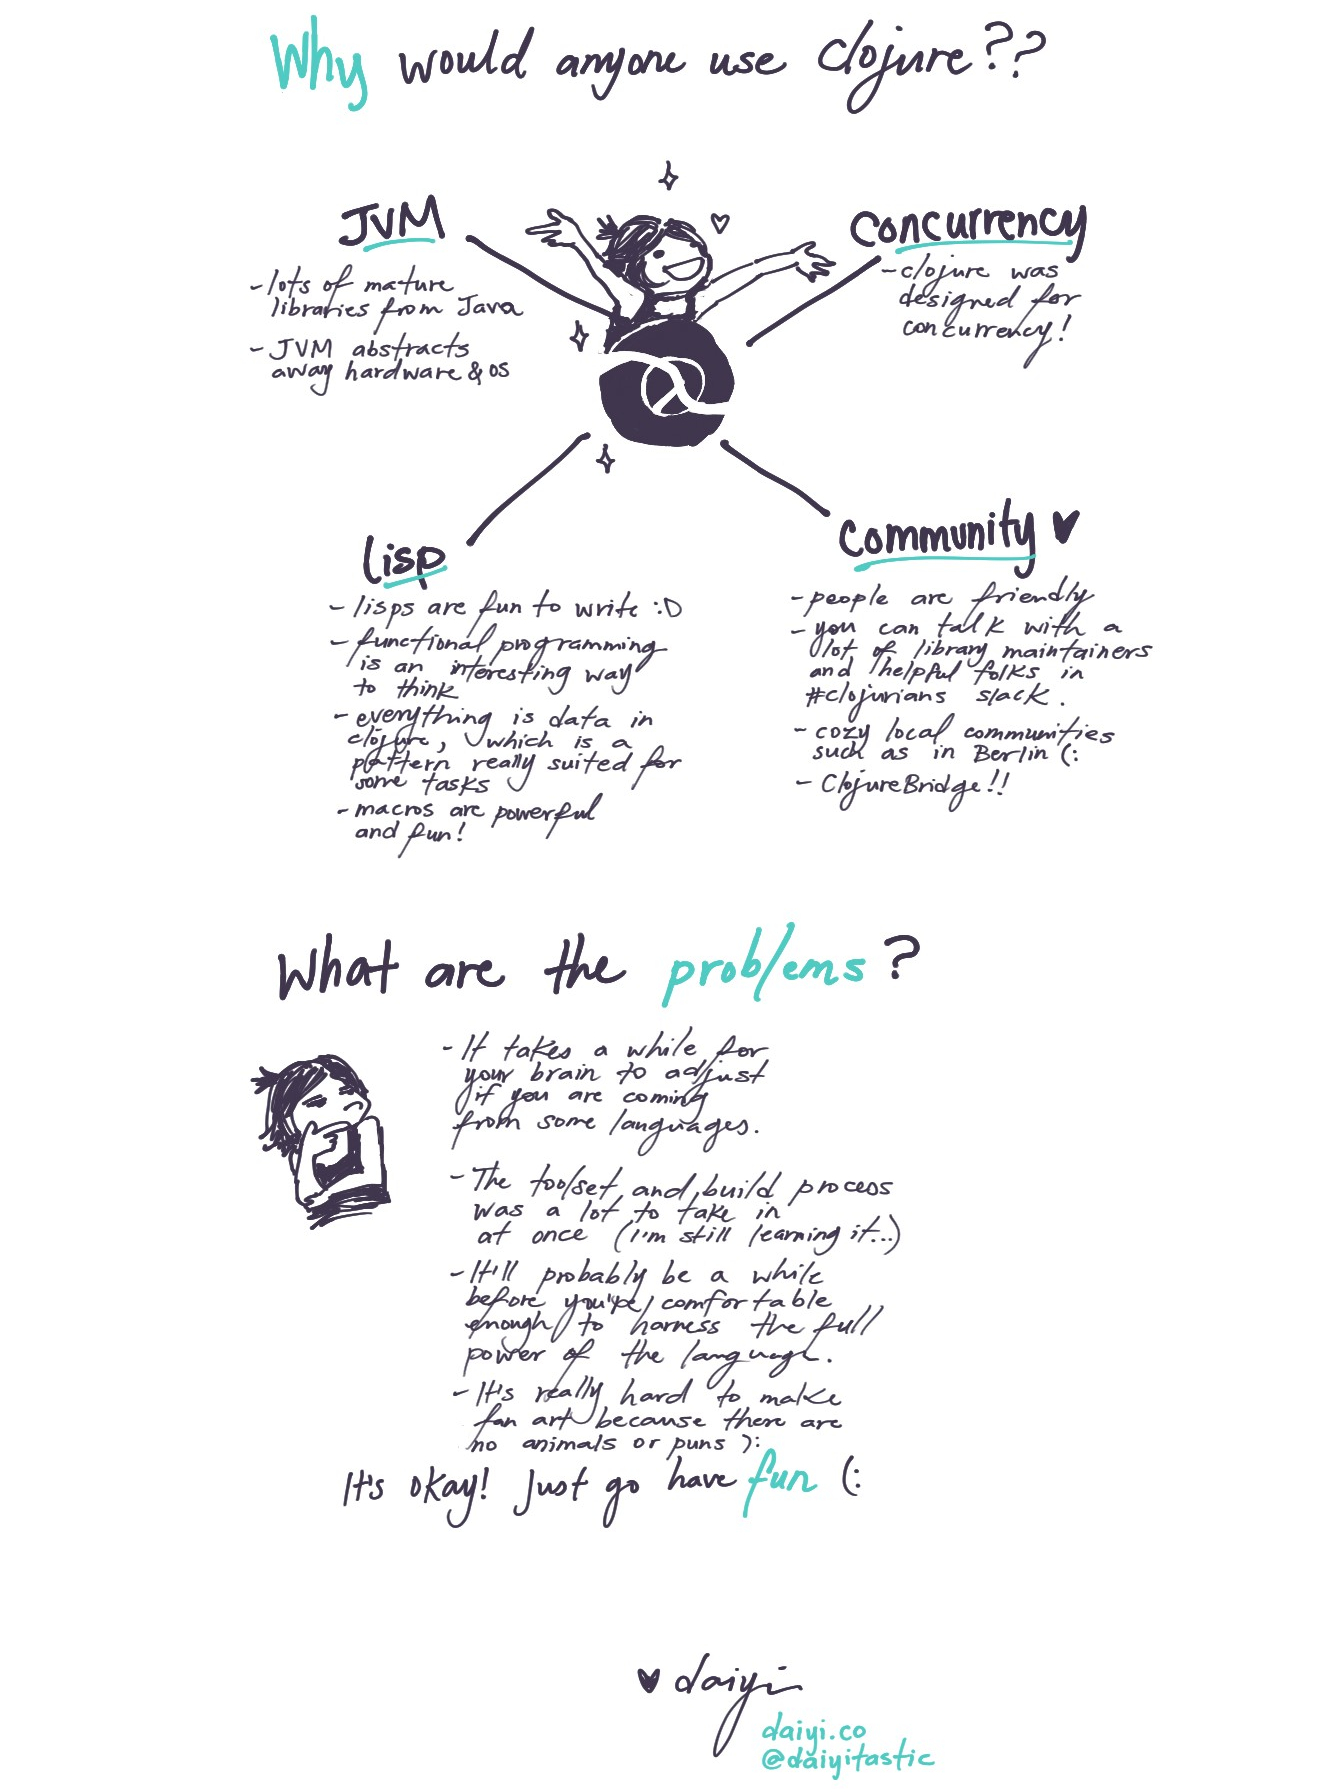 Why would anyone use clojure??
JVM
- lots of mature
libraries from Java
- JVM abstracts
away hardware & OS
Concurrency
- clojure was
designed for
concurrency!
Lisp
- lisps are fun to write :D
- functional programming
is an interesting way
to think
- everything is data in
clojure, which is a
pattern really suited for
some tasks
- macros are powerful
and fun!
Community ♥
- people are friendly
- you can talk with a
lot of library maintainers
and helpful folks in
#clojurians slack.
- cozy local communities
such as in Berlin (:
- ClojureBridge!!
What are the problems?
- It takes a while for
your brain to adjust
if you are coming
from some languages.
- The toolset and build process
was a lot to take in
at once (I'm still learning it...)
- It'll probably be a while
before you're comfortable
enough to harness the full
power of the language.
- It's really hard to make
fan art because there are
no animals or puns ):
It's okay! Just go have fun (:
♥ daiyi
daiyi.co
@daiyitastic